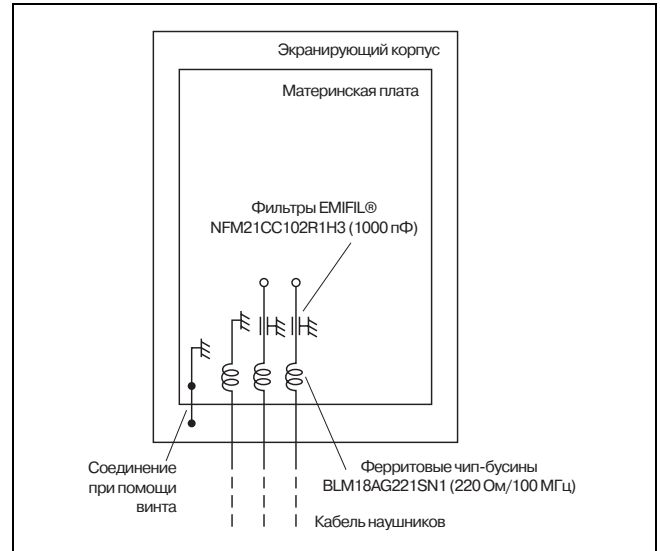 Экранирующий корпус
Материнская плата
Фильтры EMIFIL®
NFM21CC102R1H3 (1000 пФ)
Соединение
при помощи
винта
Ферритовые чип-бусины
BLM18AG221SN1 (220 Ом/100 МГц)
Кабель наушников